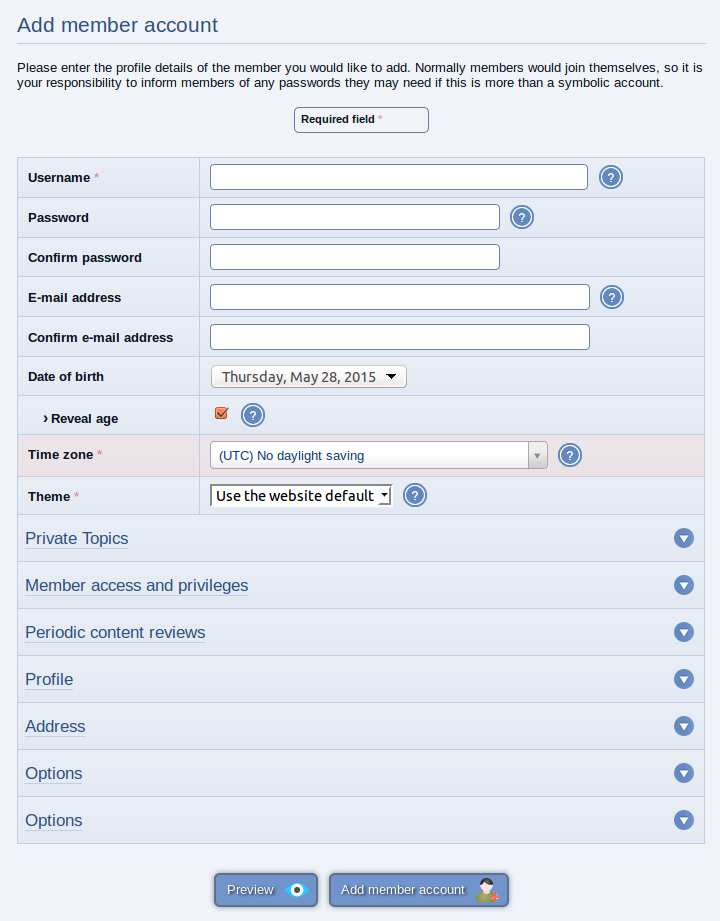 Add member account
Please enter the profile details of the member you would like to add. Normally members would join themselves, so it is
your responsibility to inform members of any passwords they may need if this is more than a symbolic account.
Required field *
Username *
?
Password
?
Confirm password
E-mail address
?
Confirm e-mail address
Date of birth
Thursday, May 28, 2015
› Reveal age
?
Time zone *
(UTC) No daylight saving
?
Theme *
Use the website default
?
Private Topics
Member access and privileges
Periodic content reviews
Profile
Address
Options
Options
Preview
Add member account